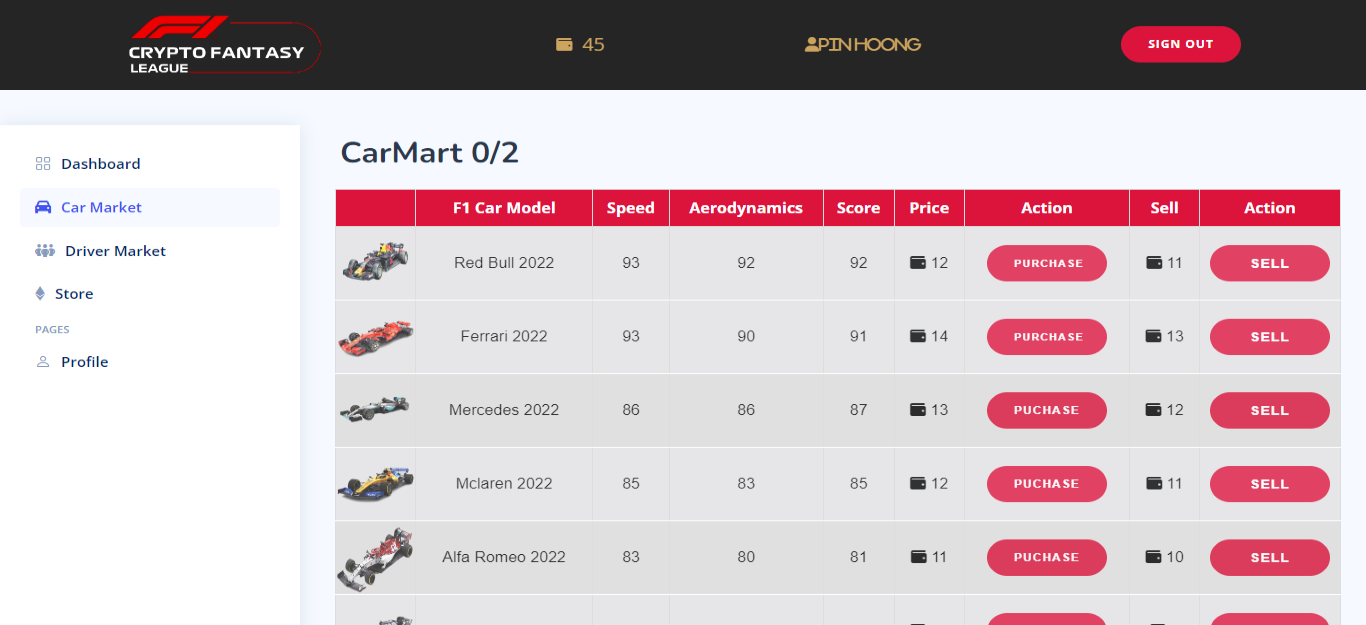 CRYPTO FANTASY
LEAGUE
45
PIN HOONG
SIGN OUT
Dashboard
Car Market
Driver Market
Store
PAGES
Profile
CarMart 0/2
F1 Car Model Speed Aerodynamics Score Price Action Sell Action
Red Bull 2022 93 92 92 12 PURCHASE 11 SELL
Ferrari 2022 93 90 91 14 PURCHASE 13 SELL
Mercedes 2022 86 86 87 13 PUCHASE 12 SELL
Mclaren 2022 85 83 85 12 PUCHASE 11 SELL
Alfa Romeo 2022 83 80 81 11 PUCHASE 10 SELL